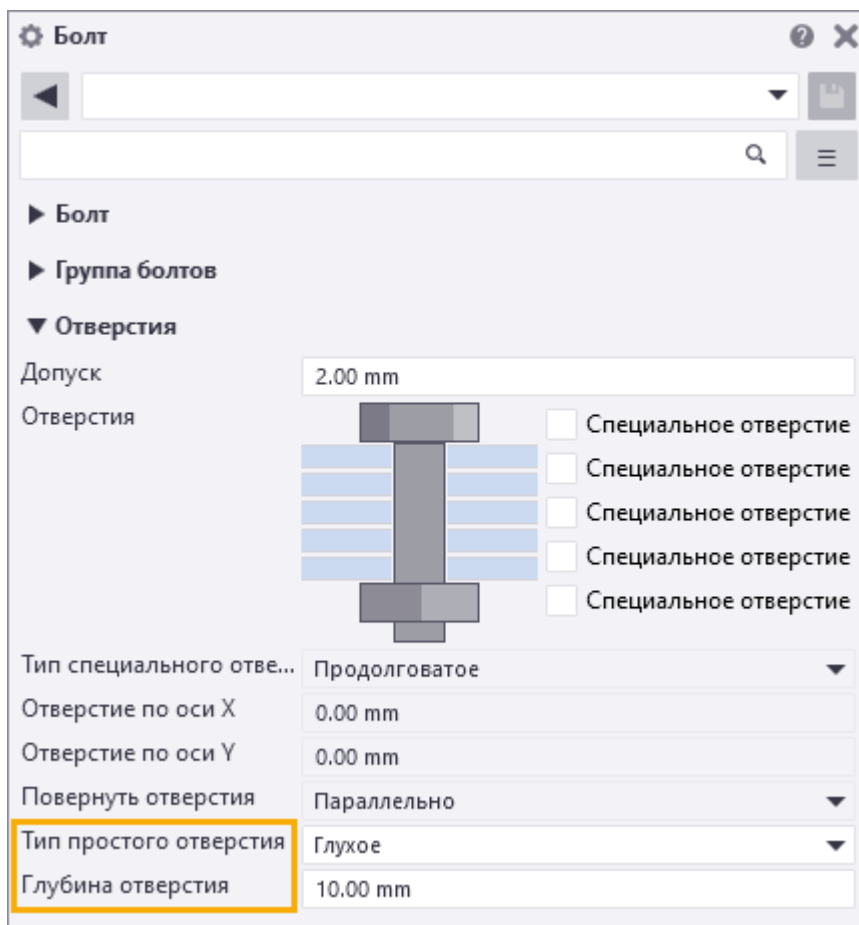 Болт
Болт
Группа болтов
Отверстия
Допуск 2.00 mm
Отверстия
Специальное отверстие
Специальное отверстие
Специальное отверстие
Специальное отверстие
Специальное отверстие
Тип специального отве... Продолговатое
Отверстие по оси X 0.00 mm
Отверстие по оси Y 0.00 mm
Повернуть отверстия Параллельно
Тип простого отверстия Глухое
Глубина отверстия 10.00 mm